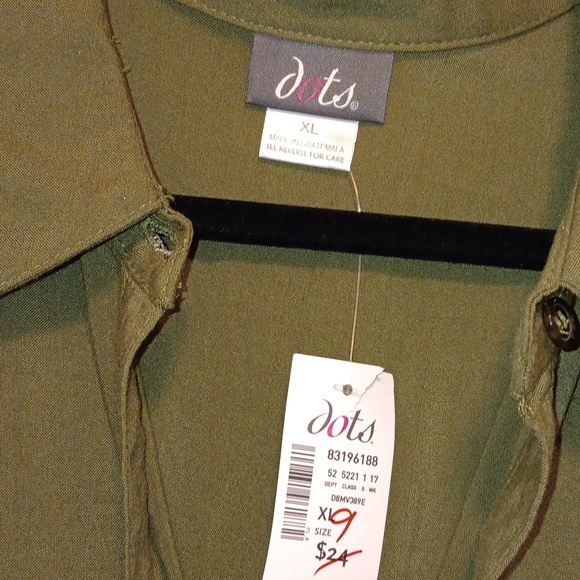 dots®
XL
MADE IN GUATEMALA
SEE REVERSE FOR CARE
dots
83196188
52 5221 1 17
DEPT CLASS S WK
D8MV389E
XL 9
SIZE
$24